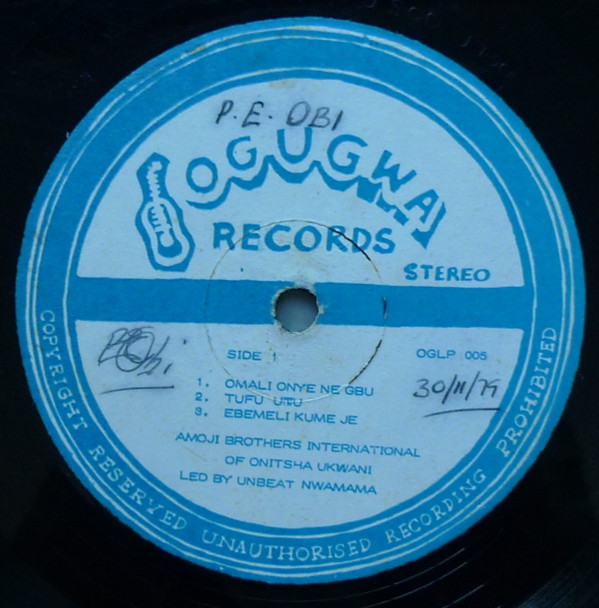 P.E. OBI
OGUGWA
RECORDS
STEREO
SIDE 1
OGLP 005
30/11/79
1. OMALI ONYE NE GBU
2. TUFU UTU
3. EBEMELI KUME JE
AMOJI BROTHERS INTERNATIONAL
OF ONITSHA UKWANI
LED BY UNBEAT NWAMAMA
COPYRIGHT RESERVED UNAUTHORISED RECORDING PROHIBITED